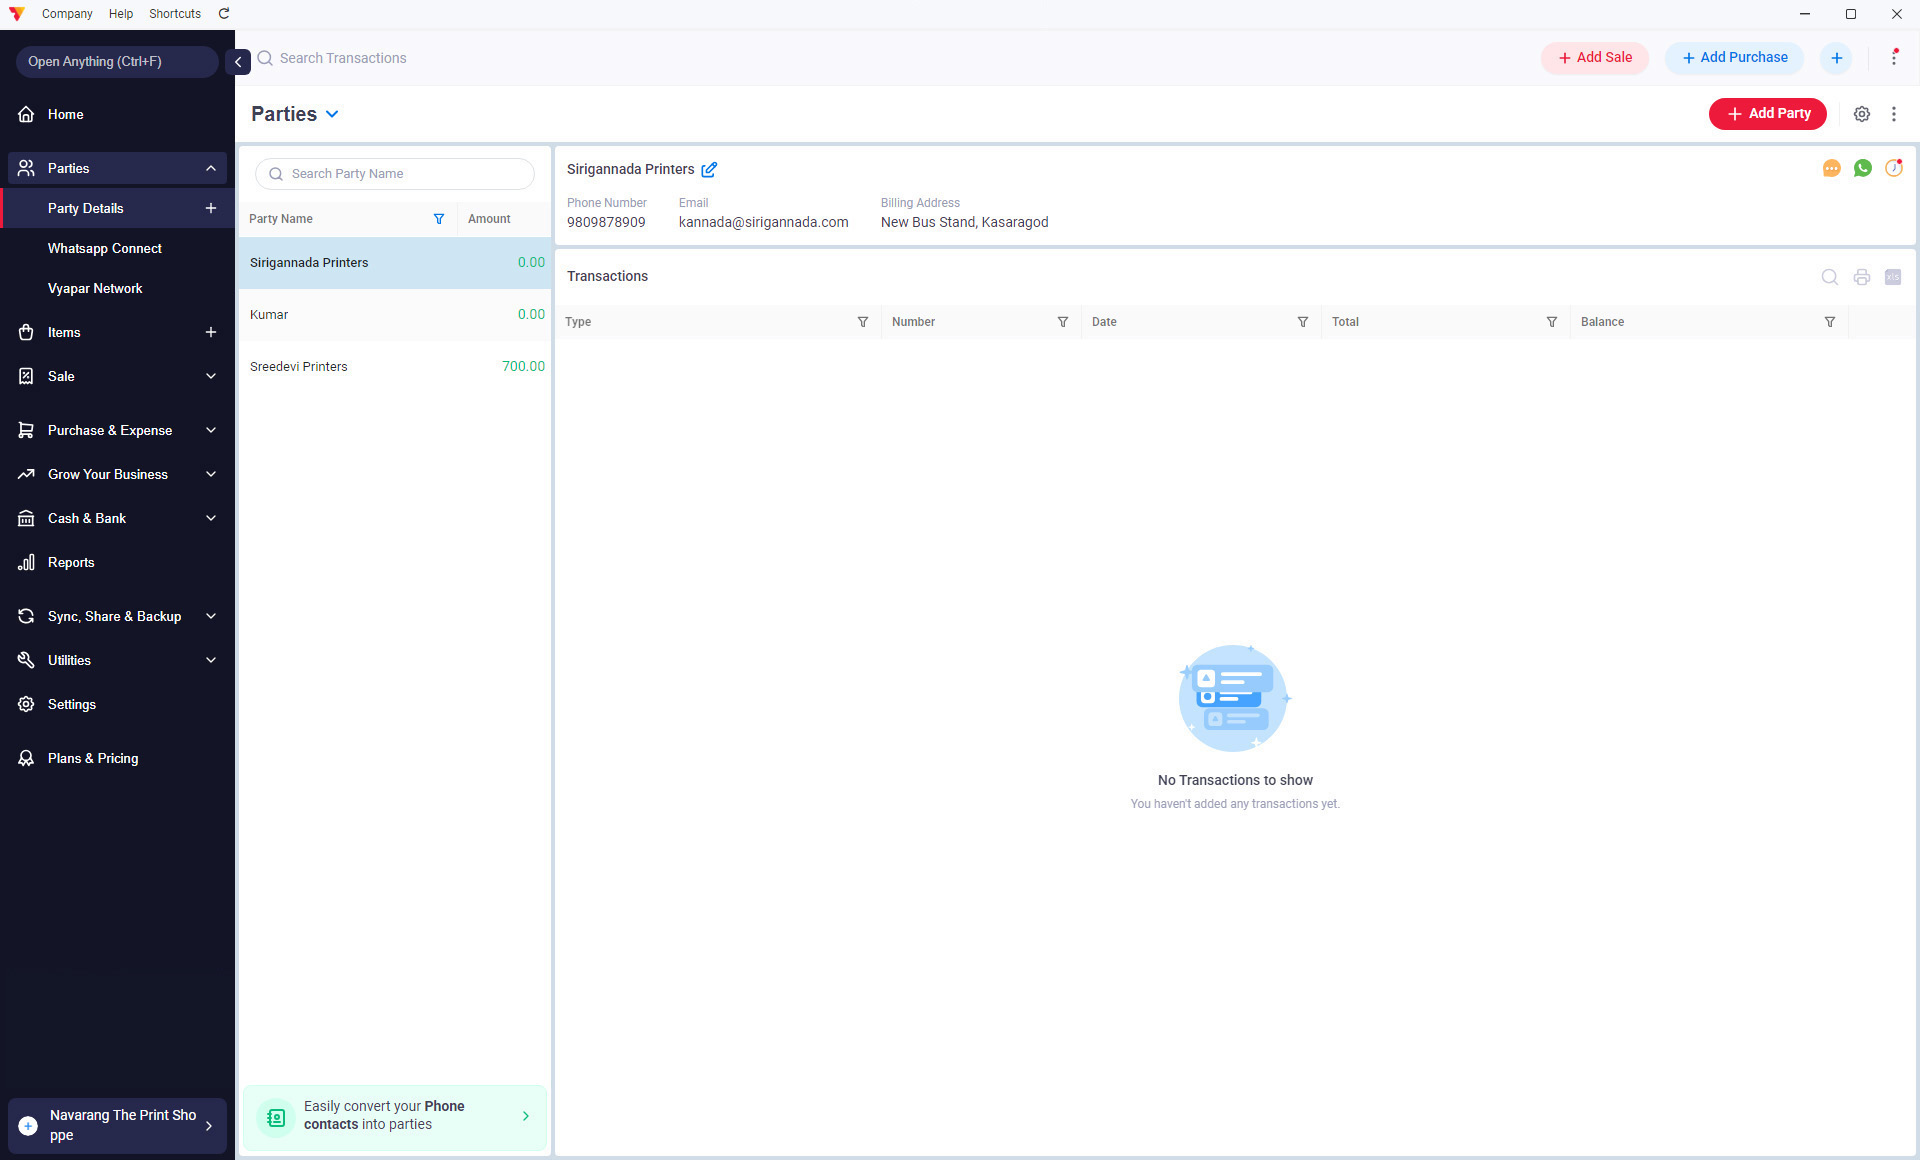 Company Help Shortcuts
Open Anything (Ctrl+F)
Search Transactions
Add Sale
Add Purchase
Home
Parties
Party Details
Whatsapp Connect
Vyapar Network
Items
Sale
Purchase & Expense
Grow Your Business
Cash & Bank
Reports
Sync, Share & Backup
Utilities
Settings
Plans & Pricing
Navarang The Print Sho
ppe
Parties
Add Party
Search Party Name
Party Name Amount
Sirigannada Printers 0.00
Kumar 0.00
Sreedevi Printers 700.00
Easily convert your Phone
contacts into parties
Sirigannada Printers
Phone Number Email Billing Address
9809878909 kannada@sirigannada.com New Bus Stand, Kasaragod
Transactions
xls
Type Number Date Total Balance
No Transactions to show
You haven't added any transactions yet.